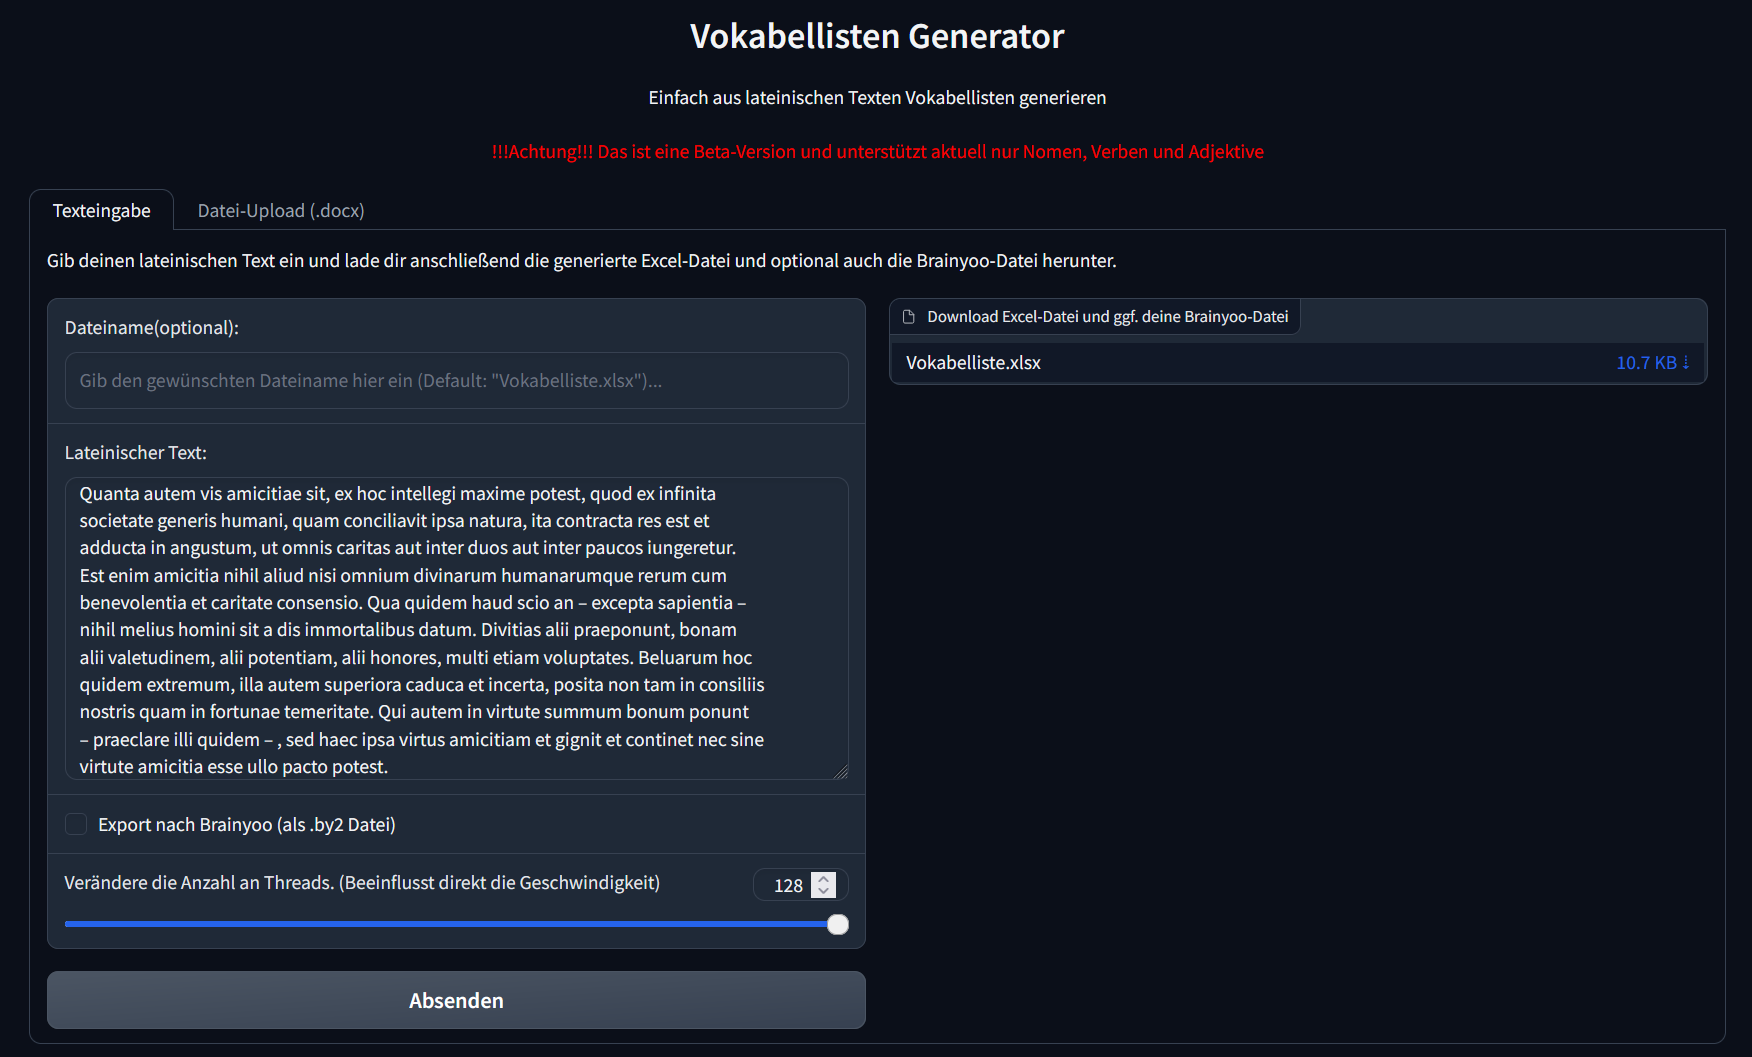 Vokabellisten Generator
Einfach aus lateinischen Texten Vokabellisten generieren
!!!Achtung!!! Das ist eine Beta-Version und unterstützt aktuell nur Nomen, Verben und Adjektive
Texteingabe
Datei-Upload (.docx)
Gib deinen lateinischen Text ein und lade dir anschließend die generierte Excel-Datei und optional auch die Brainyoo-Datei herunter.
Dateiname(optional):
Gib den gewünschten Dateiname hier ein (Default: "Vokabelliste.xlsx")...
Lateinischer Text:
Quanta autem vis amicitiae sit, ex hoc intellegi maxime potest, quod ex infinita
societate generis humani, quam conciliavit ipsa natura, ita contracta res est et
adducta in angustum, ut omnis caritas aut inter duos aut inter paucos iungeretur.
Est enim amicitia nihil aliud nisi omnium divinarum humanarumque rerum cum
benevolentia et caritate consensio. Qua quidem haud scio an – excepta sapientia –
nihil melius homini sit a dis immortalibus datum. Divitias alii praeponunt, bonam
alii valetudinem, alii potentiam, alii honores, multi etiam voluptates. Beluarum hoc
quidem extremum, illa autem superiora caduca et incerta, posita non tam in consiliis
nostris quam in fortunae temeritate. Qui autem in virtute summum bonum ponunt
– praeclare illi quidem – , sed haec ipsa virtus amicitiam et gignit et continet nec sine
virtute amicitia esse ullo pacto potest.
Export nach Brainyoo (als .by2 Datei)
Verändere die Anzahl an Threads. (Beeinflusst direkt die Geschwindigkeit)
128
Absenden
Download Excel-Datei und ggf. deine Brainyoo-Datei
Vokabelliste.xlsx
10.7 KB ⇣